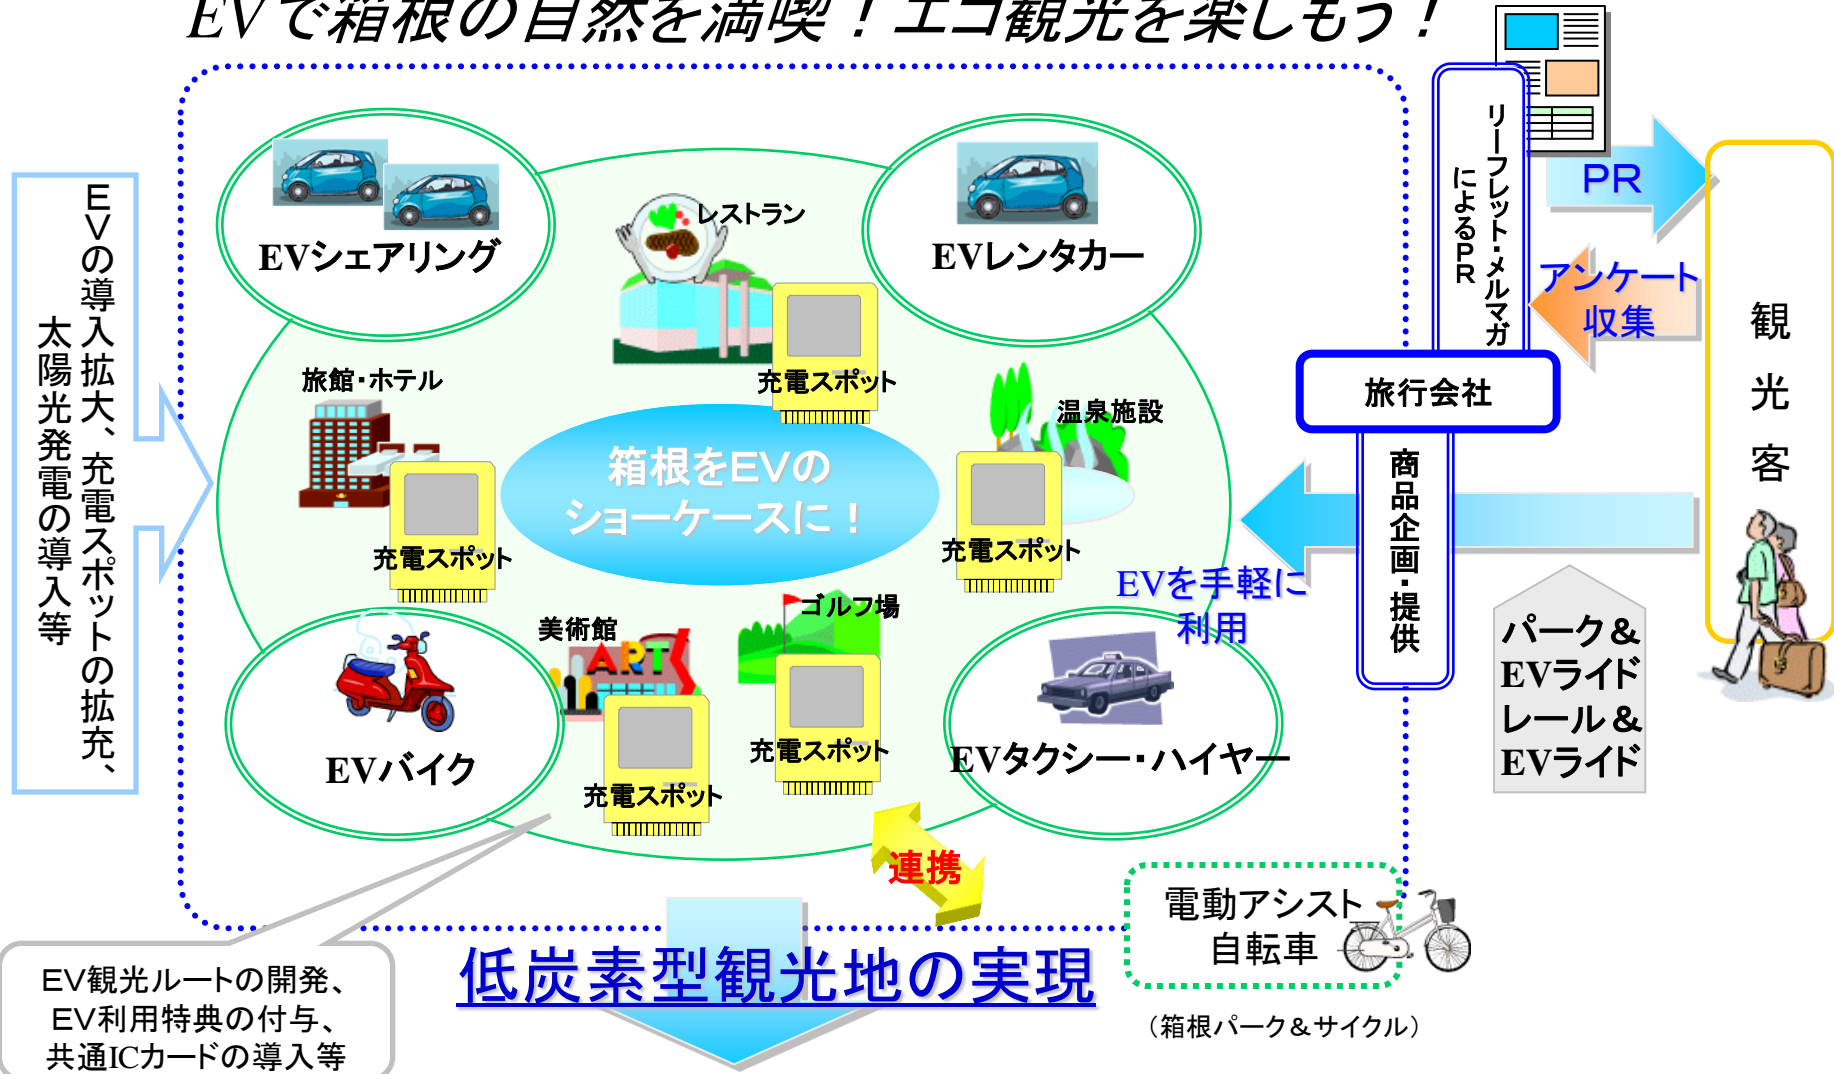 EVで箱根の自然を満喫！エコ観光を楽しもう！
EVの導入拡大、充電スポットの拡充、
太陽光発電の導入等
EVシェアリング
レストラン
充電スポット
EVレンタカー
旅館・ホテル
充電スポット
箱根をEVの
ショーケースに！
温泉施設
充電スポット
EVバイク
美術館
ART
充電スポット
ゴルフ場
充電スポット
EVタクシー・ハイヤー
EVを手軽に
利用
リーフレット・メルマガ
によるPR
旅行会社
商品企画・提供
PR
アンケート
収集
観光客
パーク＆
EVライド
レール＆
EVライド
連携
電動アシスト
自転車
（箱根パーク＆サイクル）
低炭素型観光地の実現
EV観光ルートの開発、
EV利用特典の付与、
共通ICカードの導入等